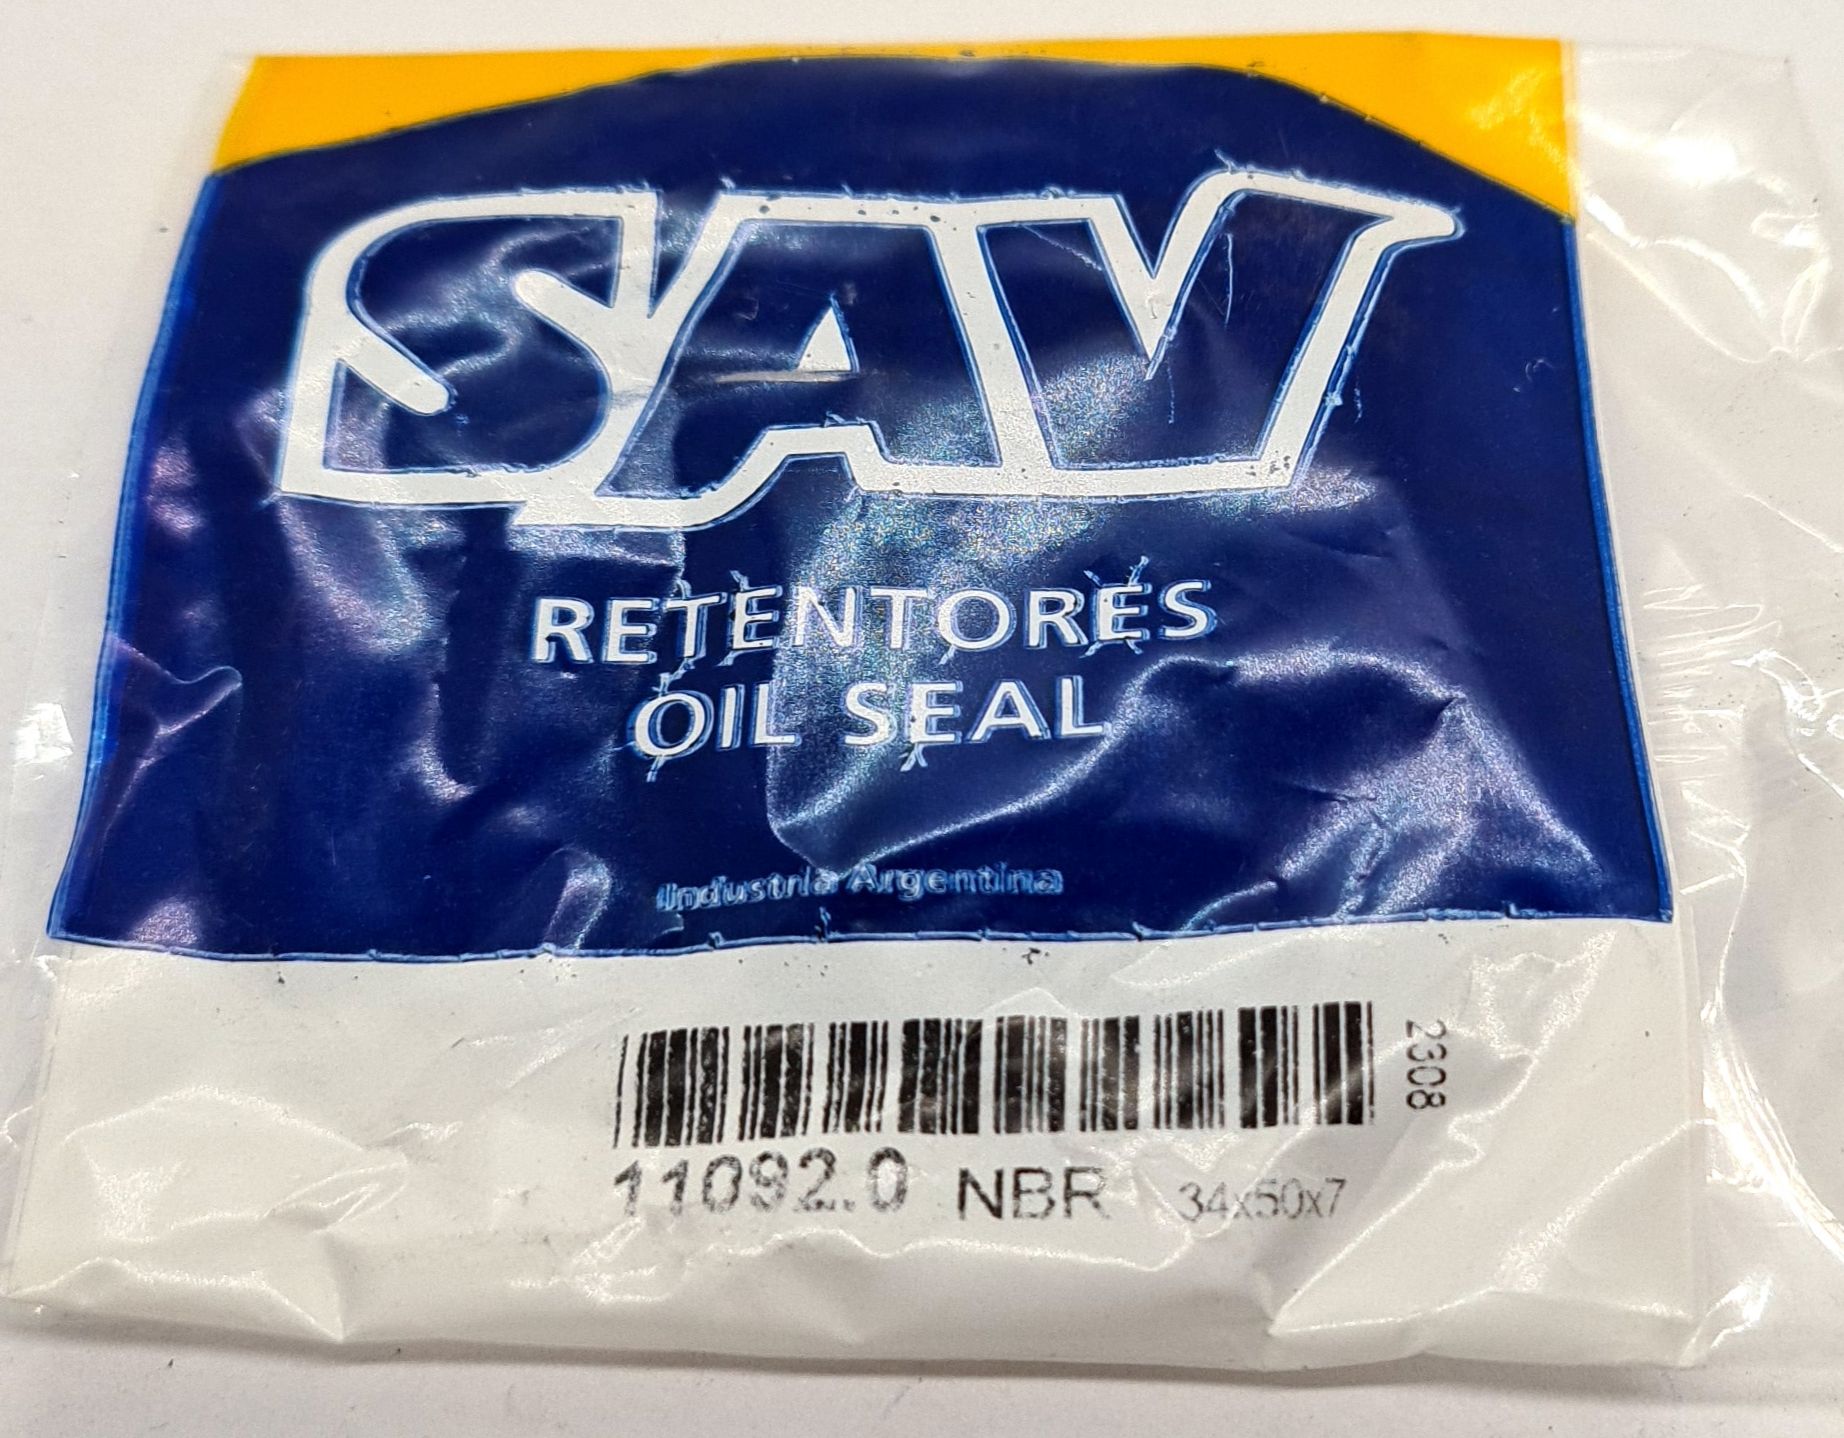 SAV
RETENTORES
OIL SEAL
Industria Argentina
2308
11092.0 NBR 34x50x7